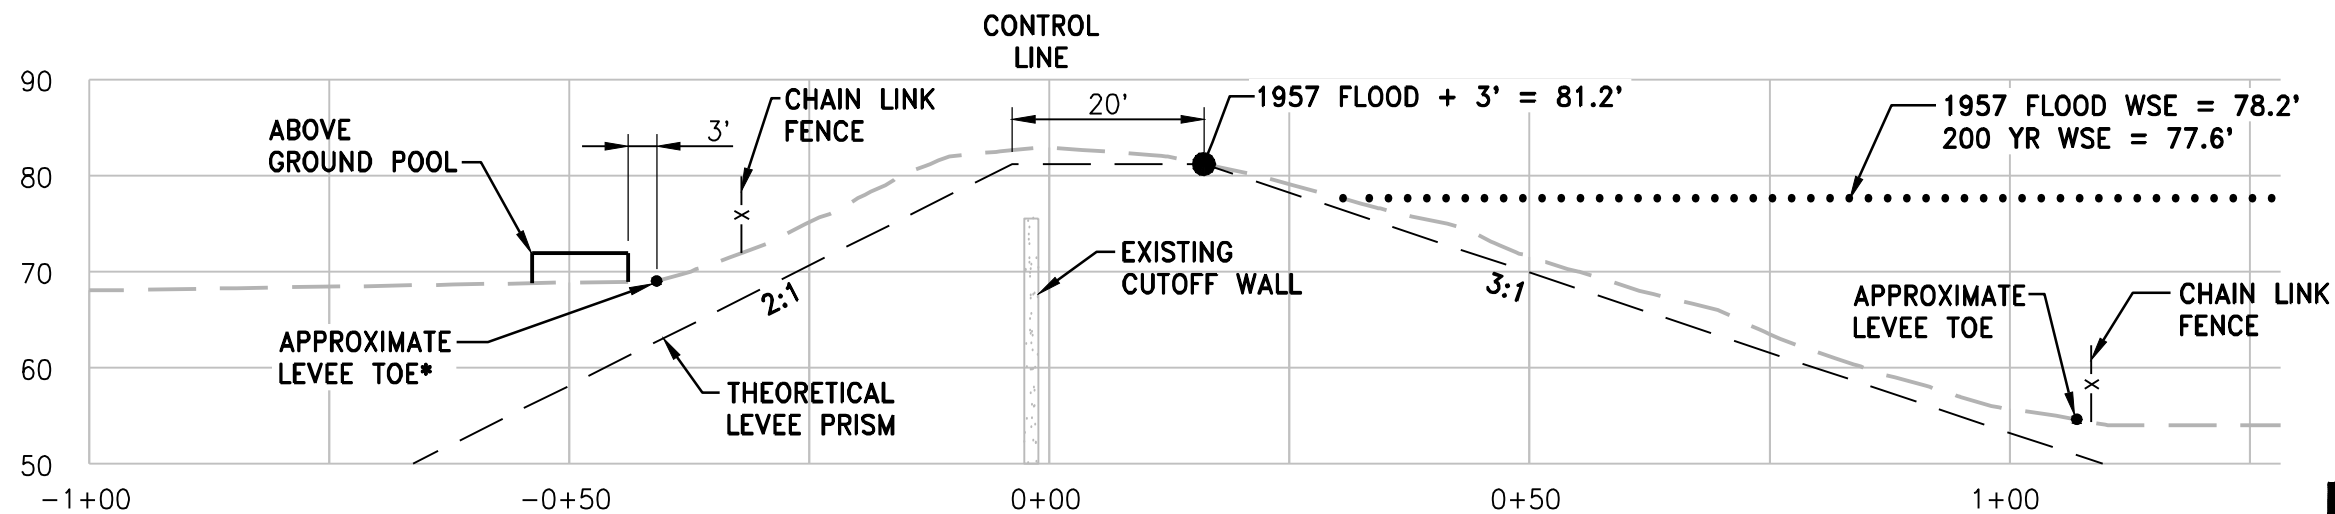 CONTROL
LINE
90
CHAIN LINK
FENCE
20'
1957 FLOOD + 3' = 81.2'
1957 FLOOD WSE = 78.2'
200 YR WSE = 77.6'
ABOVE
GROUND POOL
3'
80
X
EXISTING
CUTOFF WALL
70
2:1
3:1
APPROXIMATE
LEVEE TOE
CHAIN LINK
FENCE
APPROXIMATE
LEVEE TOE*
60
X
THEORETICAL
LEVEE PRISM
50
-1+00
-0+50
0+00
0+50
1+00